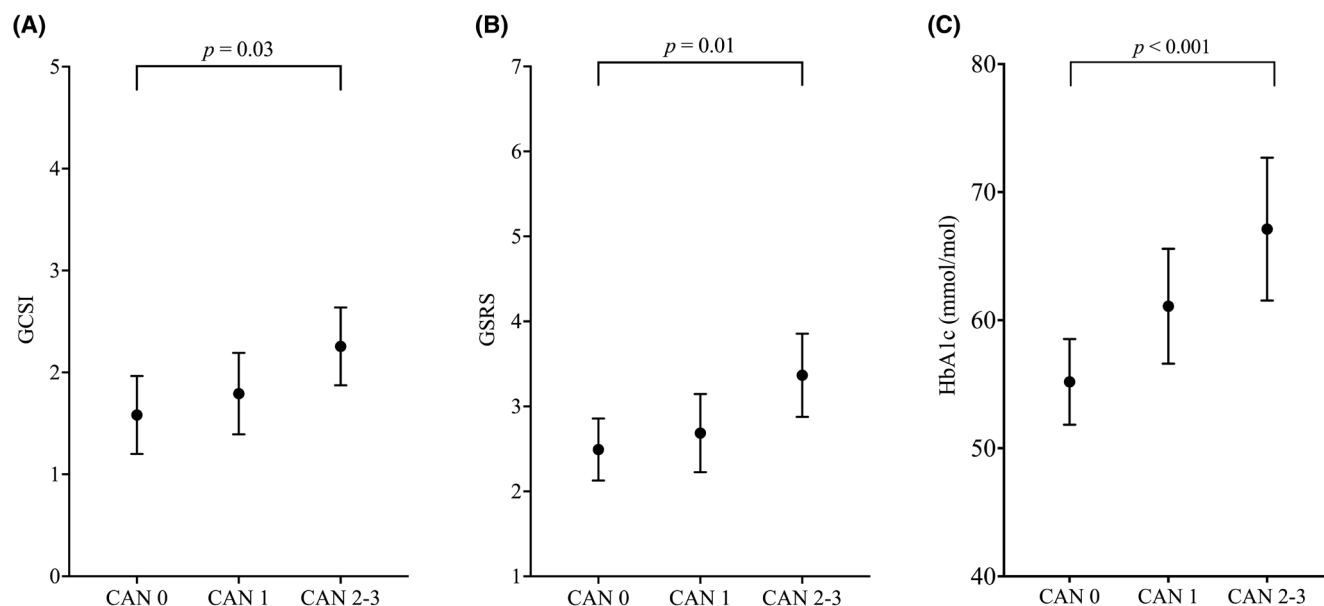 (A)
p = 0.03
5
4
3
2
1
0
GCSI
CAN 0 CAN 1 CAN 2-3
(B)
p = 0.01
7
6
5
4
3
2
1
GSRS
CAN 0 CAN 1 CAN 2-3
(C)
p < 0.001
80
70
60
50
40
HbA1c (mmol/mol)
CAN 0 CAN 1 CAN 2-3